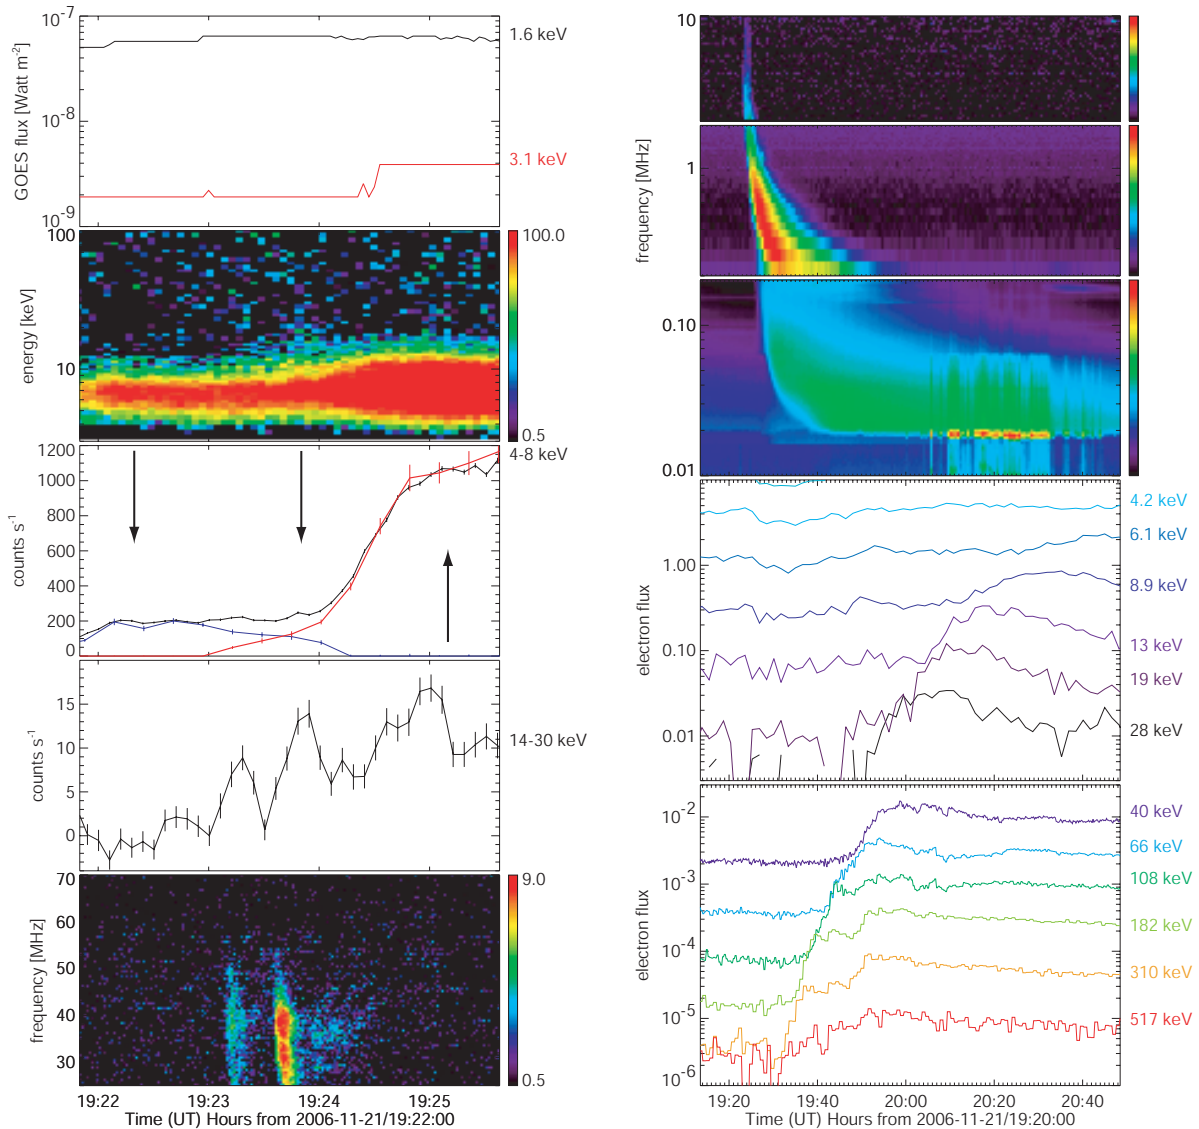 10^-7
10^-8
10^-9
GOES flux [Watt m^-2]
1.6 keV
3.1 keV
100
10
energy [keV]
100.0
0.5
1200
1000
800
600
400
200
0
counts s^-1
4-8 keV
15
10
5
0
counts s^-1
14-30 keV
70
60
50
40
30
frequency [MHz]
9.0
0.5
19:22 19:23 19:24 19:25
Time (UT) Hours from 2006-11-21/19:22:00
10
1
frequency [MHz]
0.10
0.01
1.00
0.10
0.01
electron flux
4.2 keV
6.1 keV
8.9 keV
13 keV
19 keV
28 keV
10^-2
10^-3
10^-4
10^-5
10^-6
electron flux
40 keV
66 keV
108 keV
182 keV
310 keV
517 keV
19:20 19:40 20:00 20:20 20:40
Time (UT) Hours from 2006-11-21/19:20:00